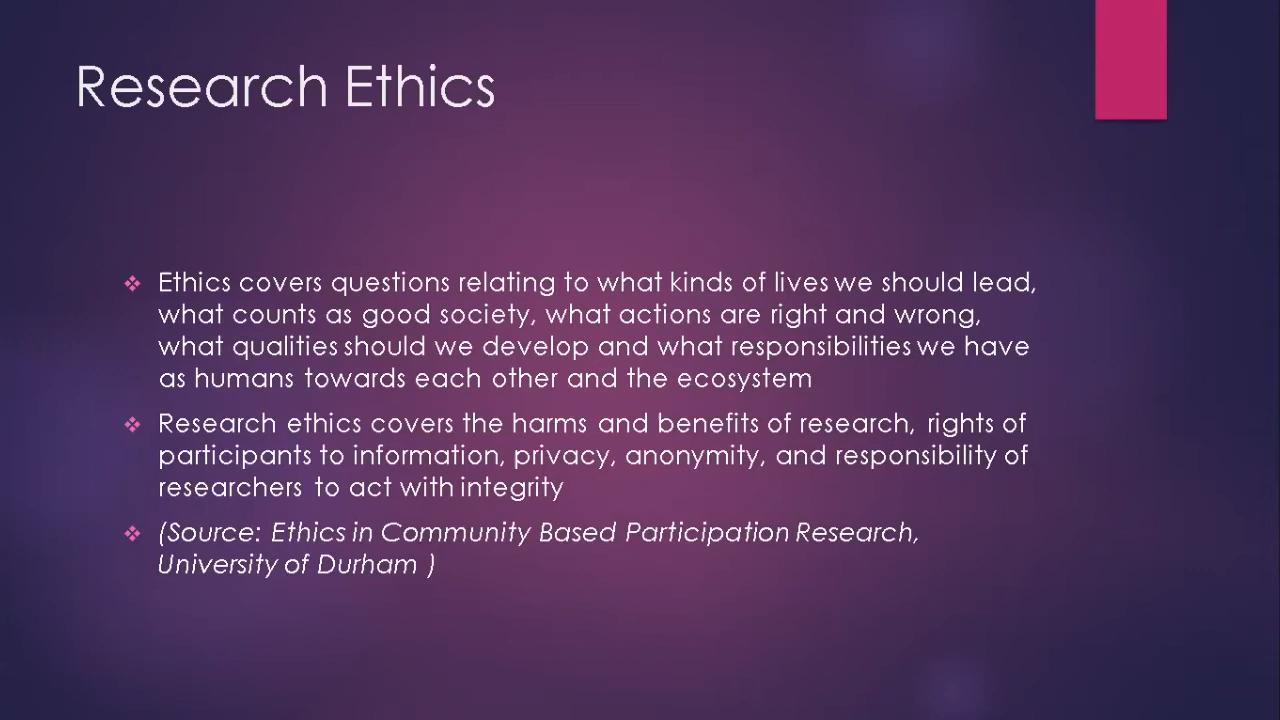 Research Ethics
Ethics covers questions relating to what kinds of lives we should lead,
what counts as good society, what actions are right and wrong,
what qualities should we develop and what responsibilities we have
as humans towards each other and the ecosystem
Research ethics covers the harms and benefits of research, rights of
participants to information, privacy, anonymity, and responsibility of
researchers to act with integrity
(Source: Ethics in Community Based Participation Research,
University of Durham )